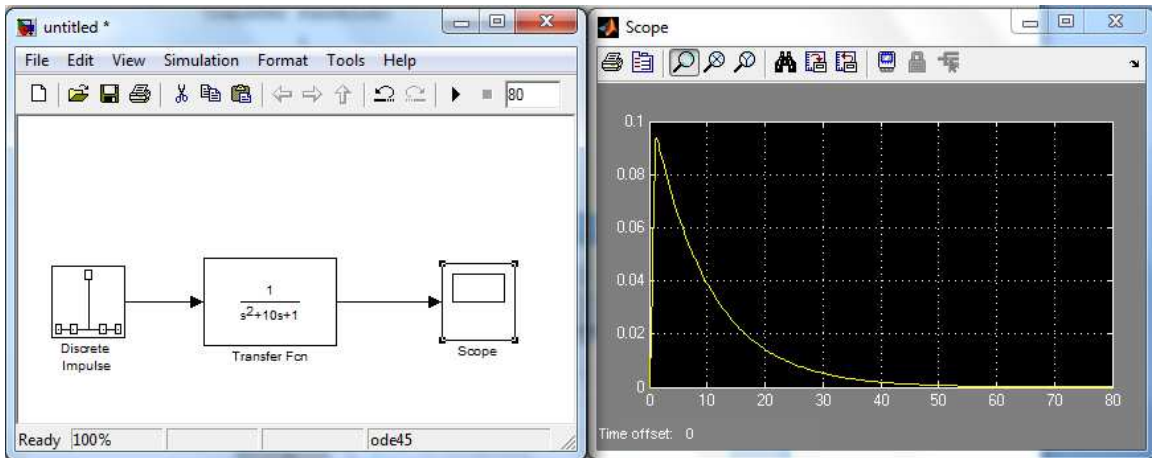 untitled *
File Edit View Simulation Format Tools Help
80
1
s2+10s+1
Discrete
Impulse
Transfer Fcn
Scope
Ready 100% ode45
Scope
0.1
0.08
0.06
0.04
0.02
0
0 10 20 30 40 50 60 70 80
Time offset: 0